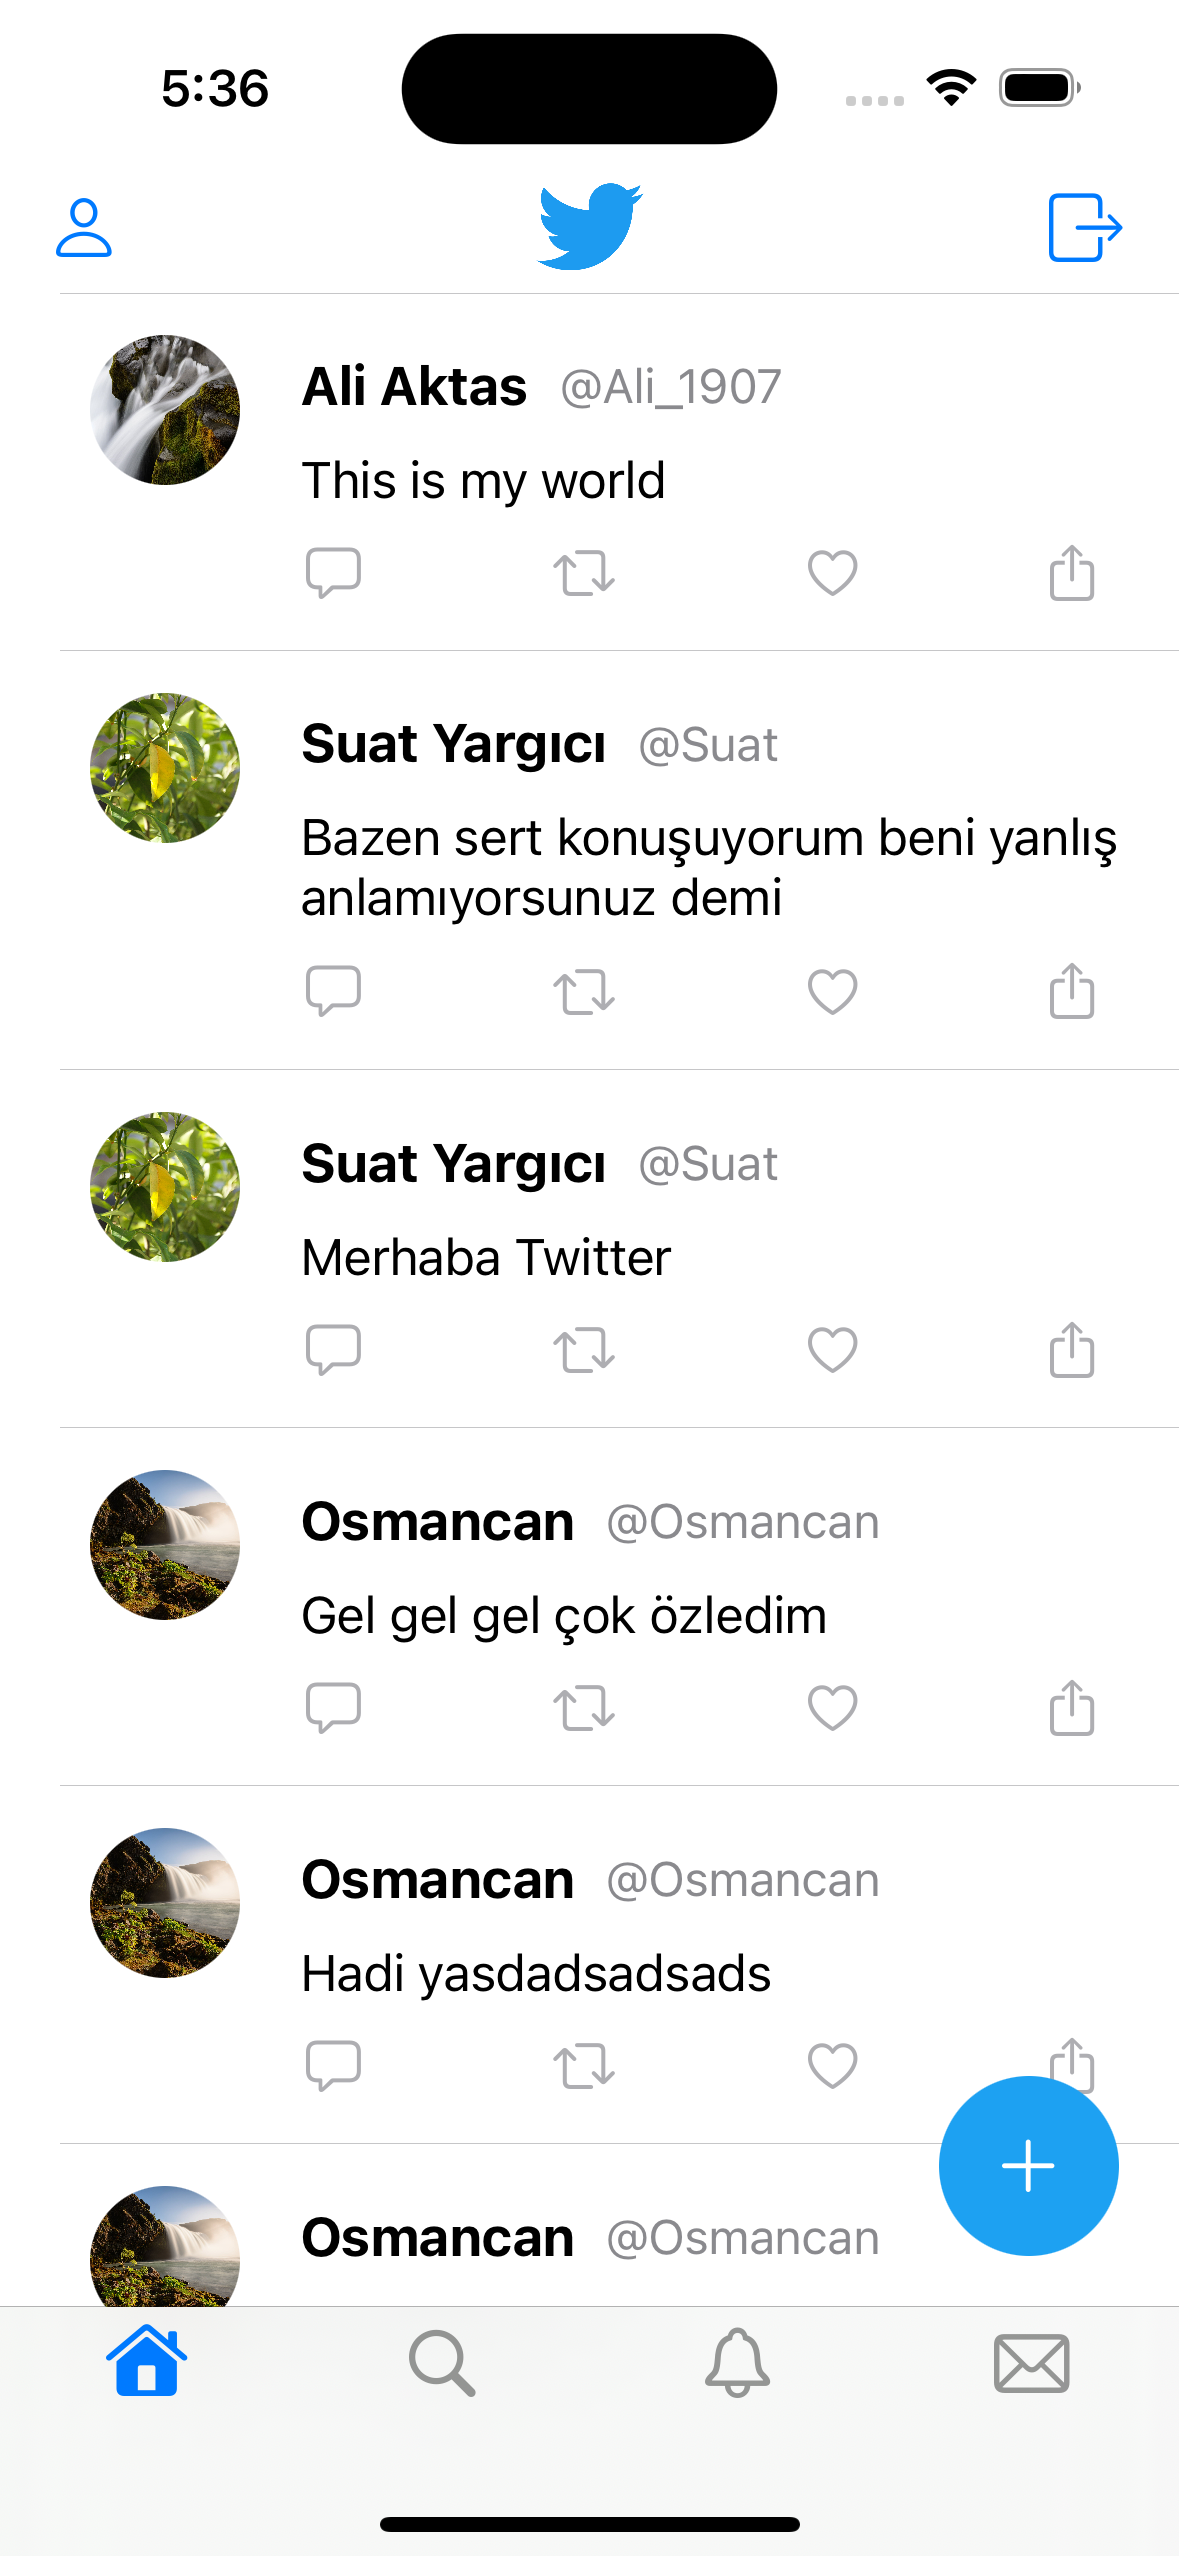 5:36
Ali Aktas @Ali_1907
This is my world
Suat Yargıcı @Suat
Bazen sert konuşuyorum beni yanlış
anlamıyorsunuz demi
Suat Yargıcı @Suat
Merhaba Twitter
Osmancan @Osmancan
Gel gel gel çok özledim
Osmancan @Osmancan
Hadi yasdadsadsads
Osmancan @Osmancan